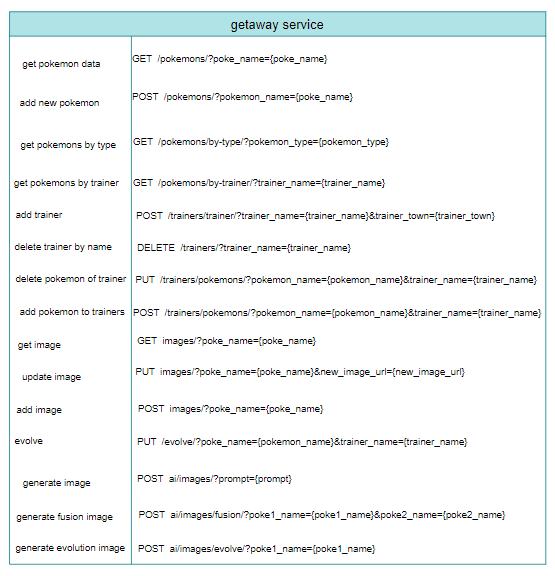 getaway service
get pokemon data GET /pokemons/?poke_name={poke_name}
add new pokemon POST /pokemons/?pokemon_name={poke_name}
get pokemons by type GET /pokemons/by-type/?pokemon_type={pokemon_type}
get pokemons by trainer GET /pokemons/by-trainer/?trainer_name={trainer_name}
add trainer POST /trainers/trainer/?trainer_name={trainer_name}&trainer_town={trainer_town}
delete trainer by name DELETE /trainers/?trainer_name={trainer_name}
delete pokemon of trainer PUT /trainers/pokemons/?pokemon_name={pokemon_name}&trainer_name={trainer_name}
add pokemon to trainers POST /trainers/pokemons/?pokemon_name={pokemon_name}&trainer_name={trainer_name}
get image GET images/?poke_name={poke_name}
update image PUT images/?poke_name={poke_name}&new_image_url={new_image_url}
add image POST images/?poke_name={poke_name}
evolve PUT /evolve/?poke_name={pokemon_name}&trainer_name={trainer_name}
generate image POST ai/images/?prompt={prompt}
generate fusion image POST ai/images/fusion/?poke1_name={poke1_name}&poke2_name={poke2_name}
generate evolution image POST ai/images/evolve/?poke1_name={poke1_name}